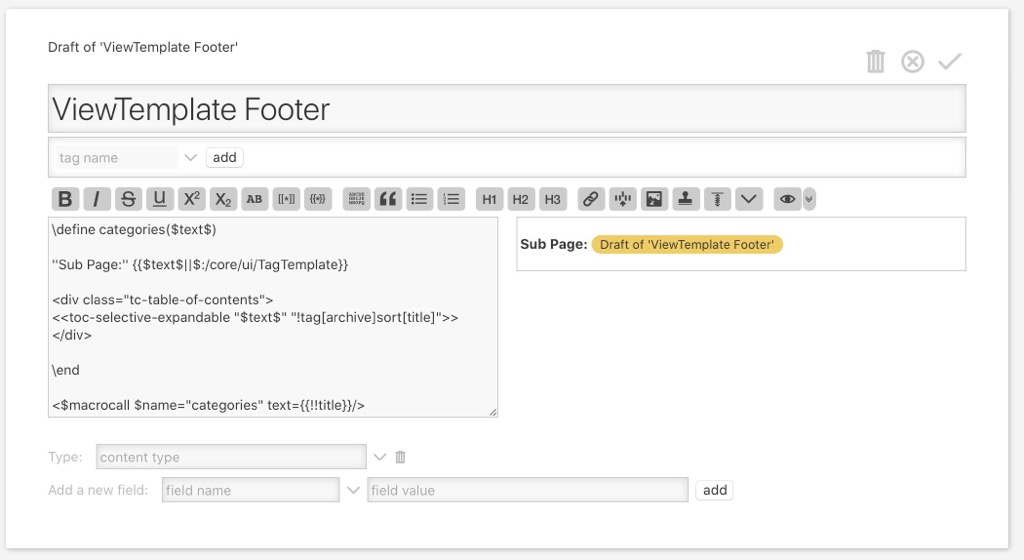 Draft of 'ViewTemplate Footer'
ViewTemplate Footer
tag name add
B I S U X² X₂ AB [[•]] {{•}} H1 H2 H3
\define categories($text$)
''Sub Page:'' {{$text$||$:/core/ui/TagTemplate}}
<div class="tc-table-of-contents">
<<toc-selective-expandable "$text$" "!tag[archive]sort[title]">>
</div>
\end
<$macrocall $name="categories" text={{!!title}}/>
Sub Page: Draft of 'ViewTemplate Footer'
Type: content type
Add a new field: field name field value add